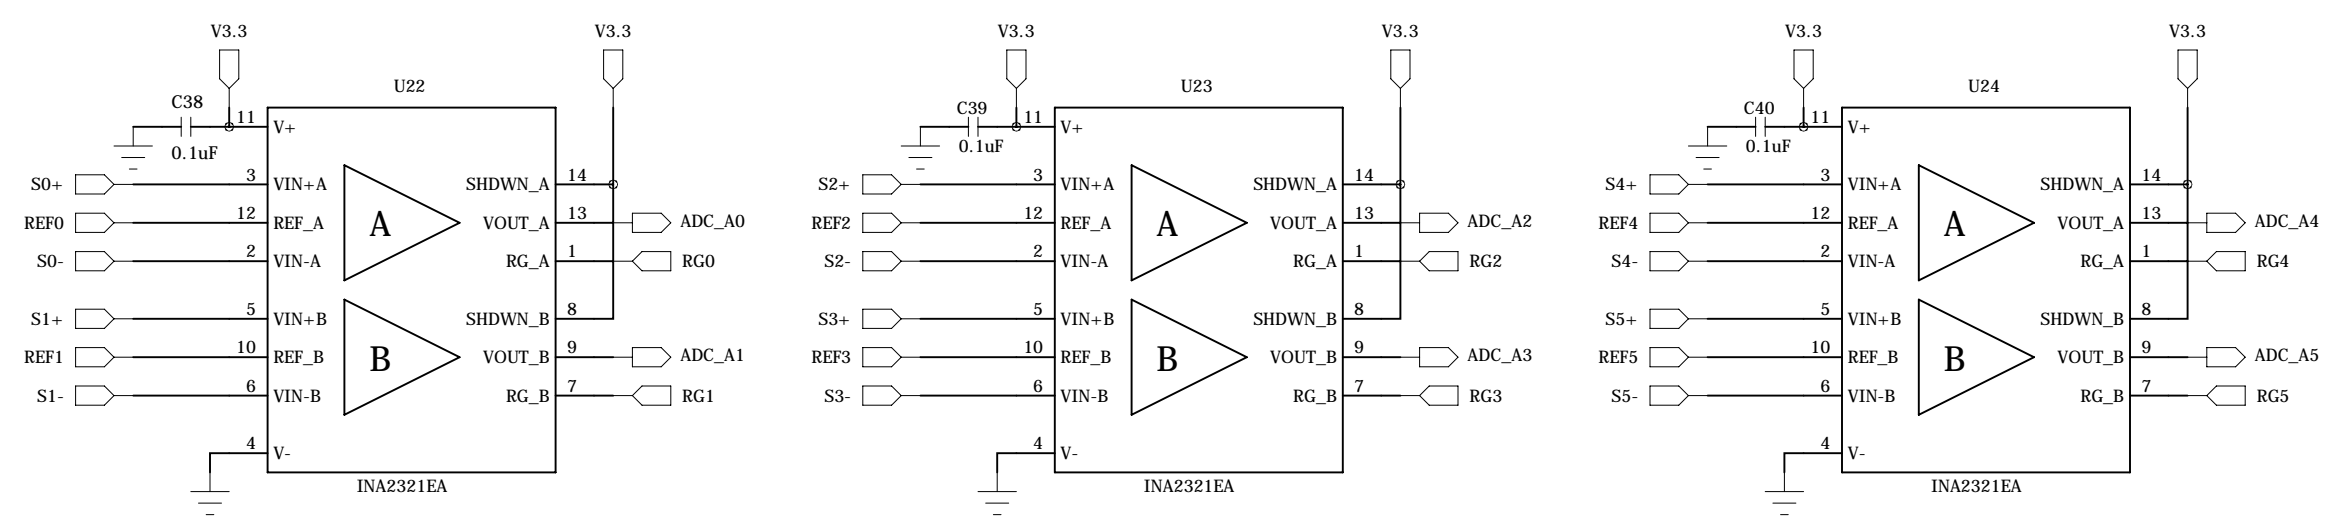 V3.3
V3.3
U22
C38
0.1uF
11
V+
S0+
3
VIN+A
REF0
12
REF_A
S0-
2
VIN-A
S1+
5
VIN+B
REF1
10
REF_B
S1-
6
VIN-B
4
V-
A
B
SHDWN_A
14
VOUT_A
13
ADC_A0
RG_A
1
RG0
SHDWN_B
8
VOUT_B
9
ADC_A1
RG_B
7
RG1
INA2321EA
V3.3
V3.3
U23
C39
0.1uF
11
V+
S2+
3
VIN+A
REF2
12
REF_A
S2-
2
VIN-A
S3+
5
VIN+B
REF3
10
REF_B
S3-
6
VIN-B
4
V-
A
B
SHDWN_A
14
VOUT_A
13
ADC_A2
RG_A
1
RG2
SHDWN_B
8
VOUT_B
9
ADC_A3
RG_B
7
RG3
INA2321EA
V3.3
V3.3
U24
C40
0.1uF
11
V+
S4+
3
VIN+A
REF4
12
REF_A
S4-
2
VIN-A
S5+
5
VIN+B
REF5
10
REF_B
S5-
6
VIN-B
4
V-
A
B
SHDWN_A
14
VOUT_A
13
ADC_A4
RG_A
1
RG4
SHDWN_B
8
VOUT_B
9
ADC_A5
RG_B
7
RG5
INA2321EA